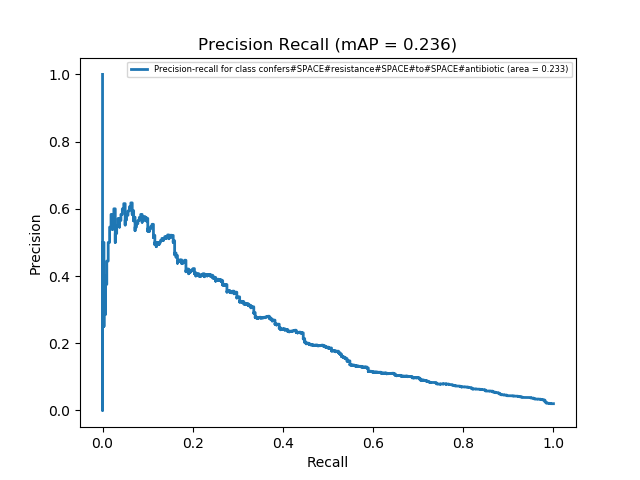 Precision Recall (mAP = 0.236)
Precision-recall for class confers#SPACE#resistance#SPACE#to#SPACE#antibiotic (area = 0.233)
1.0
0.8
0.6
0.4
0.2
0.0
Precision
0.0 0.2 0.4 0.6 0.8 1.0
Recall